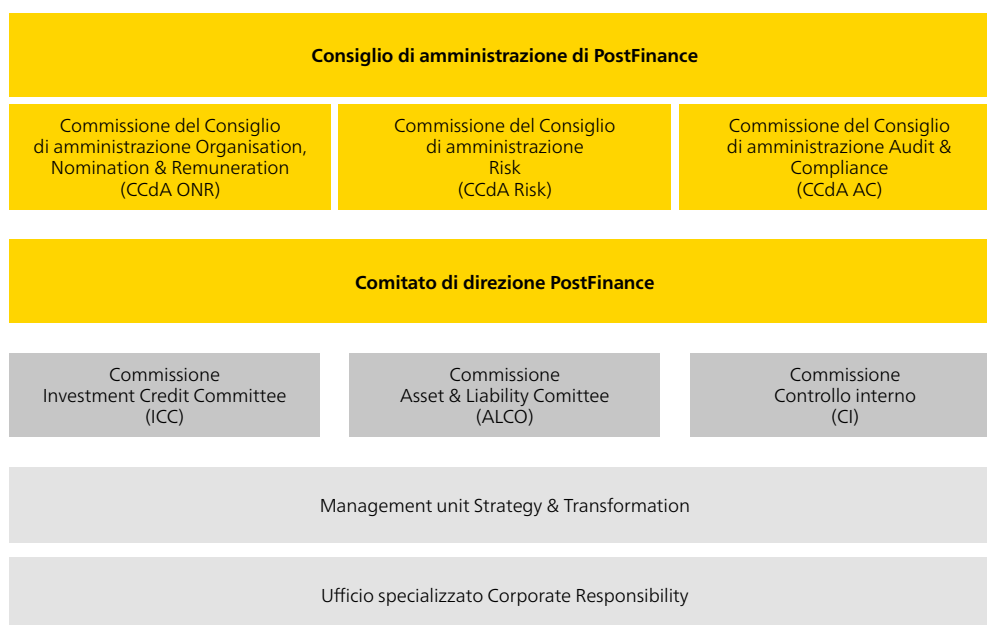 Consiglio di amministrazione di PostFinance
Commissione del Consiglio
di amministrazione Organisation,
Nomination & Remuneration
(CCdA ONR)
Commissione del Consiglio
di amministrazione
Risk
(CCdA Risk)
Commissione del Consiglio
di amministrazione Audit &
Compliance
(CCdA AC)
Comitato di direzione PostFinance
Commissione
Investment Credit Committee
(ICC)
Commissione
Asset & Liability Comittee
(ALCO)
Commissione
Controllo interno
(CI)
Management unit Strategy & Transformation
Ufficio specializzato Corporate Responsibility